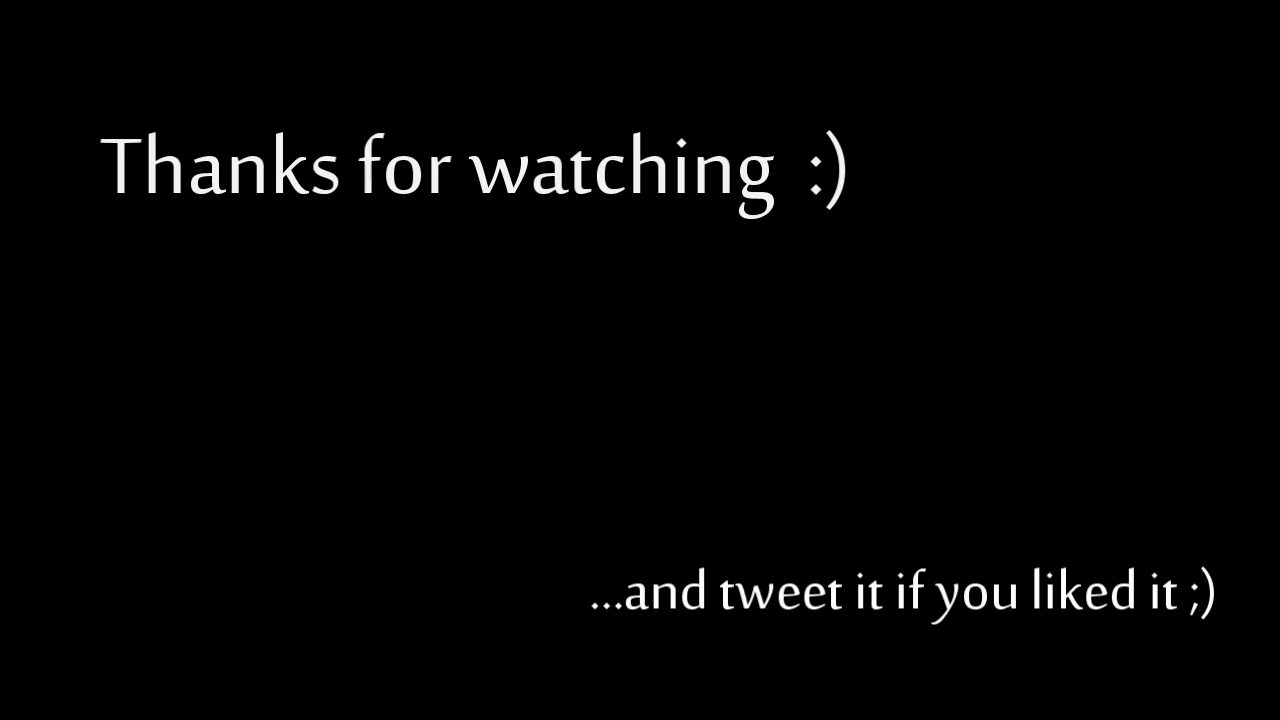 Thanks for watching :)
...and tweet it if you liked it ;)